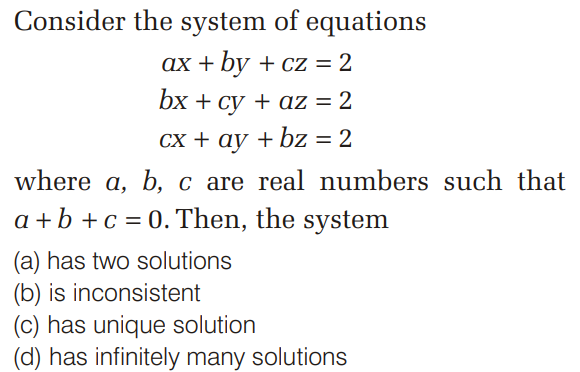 Consider the system of equations
ax + by + cz = 2
bx + cy + az = 2
cx + ay + bz = 2
where a, b, c are real numbers such that
a + b + c = 0. Then, the system
(a) has two solutions
(b) is inconsistent
(c) has unique solution
(d) has infinitely many solutions